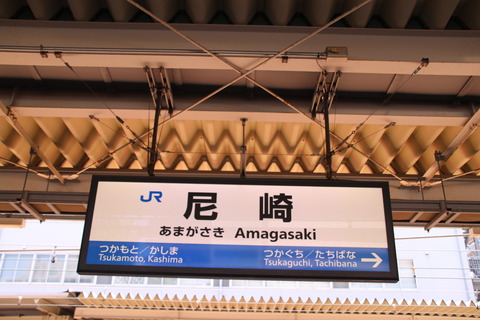 JR 尼崎
あまがさき Amagasaki
つかもと／かしま つかぐち／たちばな →
Tsukamoto, Kashima Tsukaguchi, Tachibana